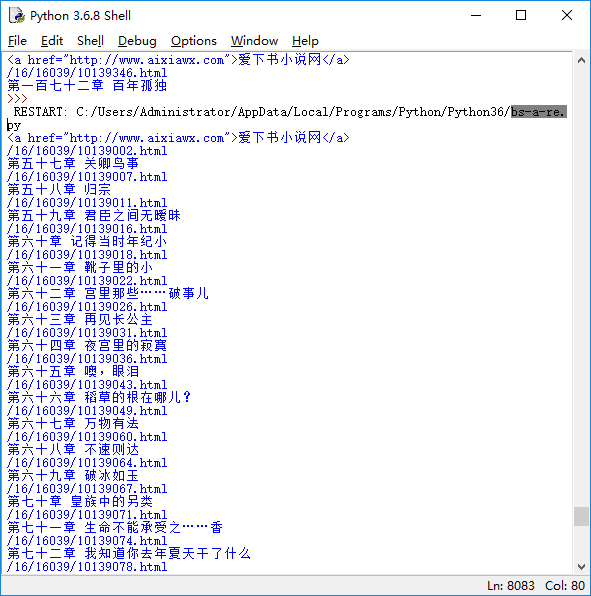 Python 3.6.8 Shell
File Edit Shell Debug Options Window Help
<a href="http://www.aixiawx.com">爱下书小说网</a>
/16/16039/10139346.html
第一百七十二章 百年孤独
>>>
RESTART: C:/Users/Administrator/AppData/Local/Programs/Python/Python36/bs-a-re.
py
<a href="http://www.aixiawx.com">爱下书小说网</a>
/16/16039/10139002.html
第五十七章 关卿鸟事
/16/16039/10139007.html
第五十八章 归宗
/16/16039/10139011.html
第五十九章 君臣之间无暧昧
/16/16039/10139016.html
第六十章 记得当时年纪小
/16/16039/10139018.html
第六十一章 靴子里的小
/16/16039/10139022.html
第六十二章 宫里那些……破事儿
/16/16039/10139026.html
第六十三章 再见长公主
/16/16039/10139031.html
第六十四章 夜宫里的寂寞
/16/16039/10139036.html
第六十五章 噢，眼泪
/16/16039/10139043.html
第六十六章 稻草的根在哪儿？
/16/16039/10139049.html
第六十七章 万物有法
/16/16039/10139060.html
第六十八章 不速则达
/16/16039/10139064.html
第六十九章 破冰如玉
/16/16039/10139067.html
第七十章 皇族中的另类
/16/16039/10139071.html
第七十一章 生命不能承受之……香
/16/16039/10139074.html
第七十二章 我知道你去年夏天干了什么
/16/16039/10139078.html
Ln: 8083 Col: 80